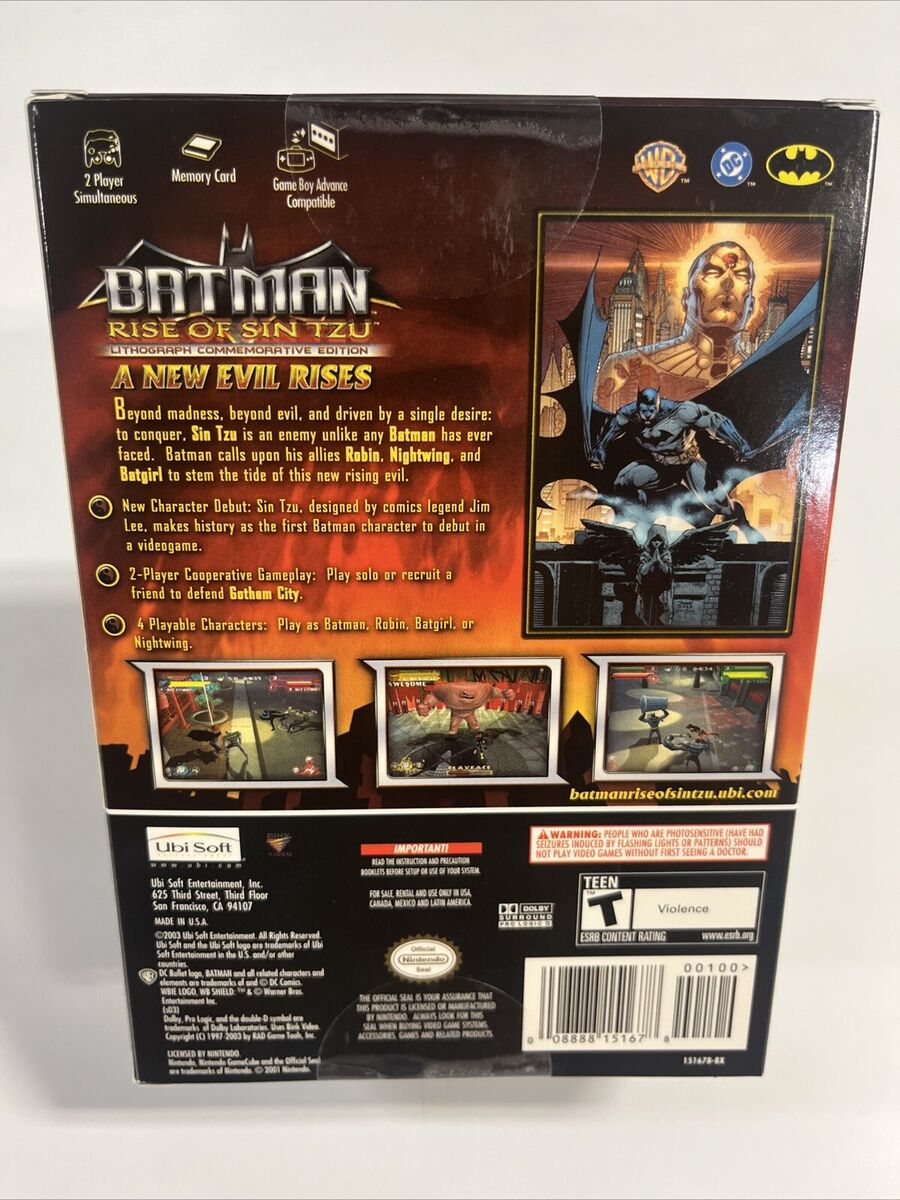 2 Player
Simultaneous
Memory Card
Game Boy Advance
Compatible
WB
TM
DC
TM
TM
BATMAN
RISE OF SIN TZU™
LITHOGRAPH COMMEMORATIVE EDITION
A NEW EVIL RISES
Beyond madness, beyond evil, and driven by a single desire:
to conquer, Sin Tzu is an enemy unlike any Batman has ever
faced. Batman calls upon his allies Robin, Nightwing, and
Batgirl to stem the tide of this new rising evil.
New Character Debut: Sin Tzu, designed by comics legend Jim
Lee, makes history as the first Batman character to debut in
a videogame.
2-Player Cooperative Gameplay: Play solo or recruit a
friend to defend Gotham City.
4 Playable Characters: Play as Batman, Robin, Batgirl, or
Nightwing.
AWESOME
CLAYFACE
batmanriseofsintzu.ubi.com
Ubi Soft
ENTERTAINMENT
www.ubi.com
BINK
VIDEO
Ubi Soft Entertainment, Inc.
625 Third Street, Third Floor
San Francisco, CA 94107
MADE IN U.S.A.
©2003 Ubi Soft Entertainment. All Rights Reserved.
Ubi Soft and the Ubi Soft logo are trademarks of Ubi
Soft Entertainment in the U.S. and/or other
countries.
DC Bullet logo, BATMAN and all related characters and
elements are trademarks of and © DC Comics.
WBIE LOGO, WB SHIELD: ™ & © Warner Bros.
Entertainment Inc.
(s03)
Dolby, Pro Logic, and the double-D symbol are
trademarks of Dolby Laboratories. Uses Bink Video.
Copyright (C) 1997-2003 by RAD Game Tools, Inc.
LICENSED BY NINTENDO.
Nintendo, Nintendo GameCube and the Official Seal
are trademarks of Nintendo. © 2001 Nintendo.
IMPORTANT!
READ THE INSTRUCTION AND PRECAUTION
BOOKLETS BEFORE SETUP OR USE OF YOUR SYSTEM.
FOR SALE, RENTAL AND USE ONLY IN USA,
CANADA, MEXICO AND LATIN AMERICA.
DOLBY
SURROUND
PRO LOGIC II
Official
Nintendo
Seal
THE OFFICIAL SEAL IS YOUR ASSURANCE THAT
THIS PRODUCT IS LICENSED OR MANUFACTURED
BY NINTENDO. ALWAYS LOOK FOR THIS
SEAL WHEN BUYING VIDEO GAME SYSTEMS,
ACCESSORIES, GAMES AND RELATED PRODUCTS.
WARNING: PEOPLE WHO ARE PHOTOSENSITIVE (HAVE HAD
SEIZURES INDUCED BY FLASHING LIGHTS OR PATTERNS) SHOULD
NOT PLAY VIDEO GAMES WITHOUT FIRST SEEING A DOCTOR.
TEEN
T
TM
Violence
ESRB CONTENT RATING www.esrb.org
00100>
0 08888 15167 8
151678-BX